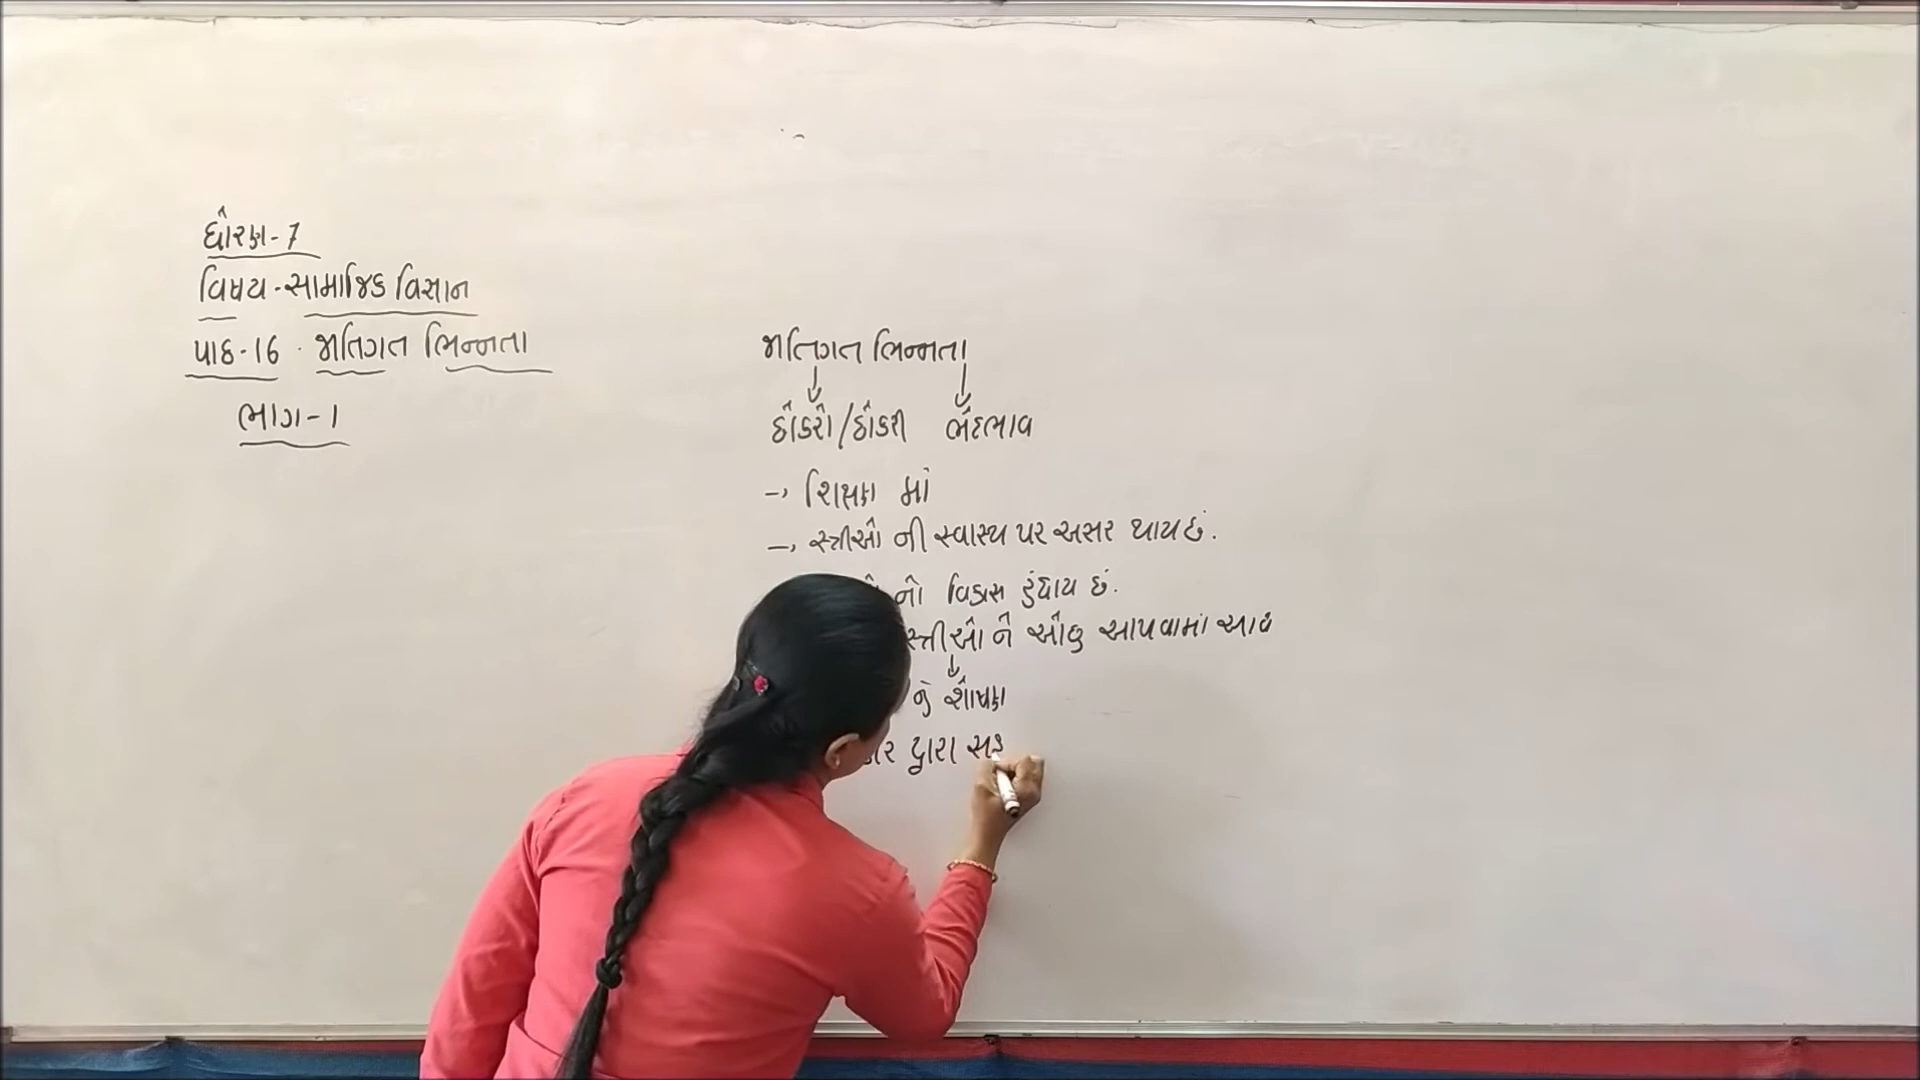 ધોરણ-7
વિષય-સામાજિક વિજ્ઞાન
પાઠ-16 . જાતિગત ભિન્નતા
ભાગ-1
જાતિગત ભિન્નતા
છોકરો/છોકરી ભેદભાવ
→ શિક્ષણ માં
→ સ્ત્રીઓ ની સ્વાસ્થ પર અસર થાય છે.
નો વિકાસ રુંધાય છે.
સ્ત્રીઓ ને ઓછુ આપવામાં આવે
નું શોષણ
દ્વારા